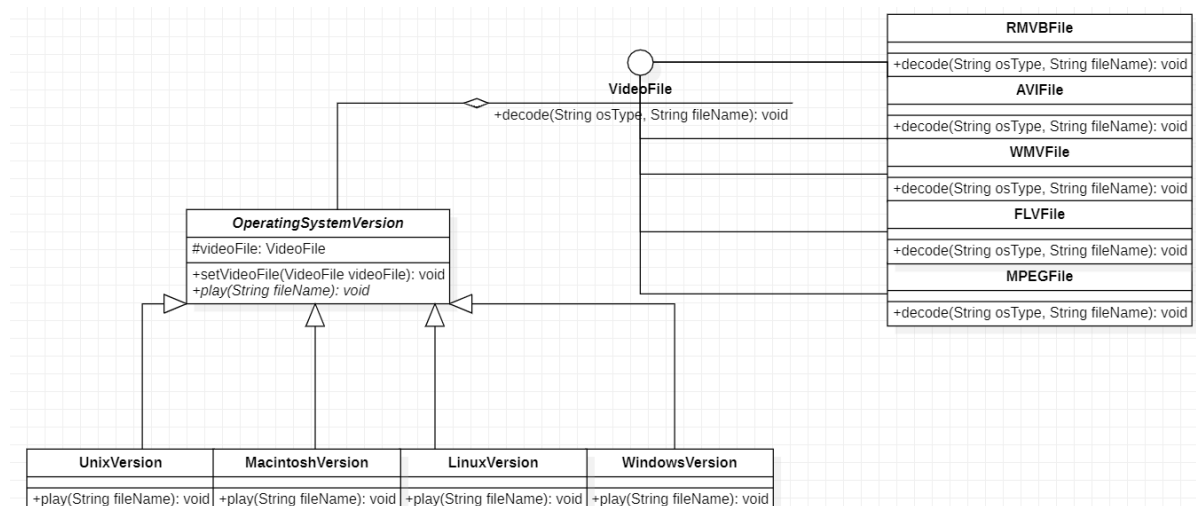 RMVBFile
+decode(String osType, String fileName): void
VideoFile
+decode(String osType, String fileName): void
AVIFile
+decode(String osType, String fileName): void
WMVFile
+decode(String osType, String fileName): void
FLVFile
+decode(String osType, String fileName): void
MPEGFile
+decode(String osType, String fileName): void
OperatingSystemVersion
#videoFile: VideoFile
+setVideoFile(VideoFile videoFile): void
+play(String fileName): void
UnixVersion
+play(String fileName): void
MacintoshVersion
+play(String fileName): void
LinuxVersion
+play(String fileName): void
WindowsVersion
+play(String fileName): void